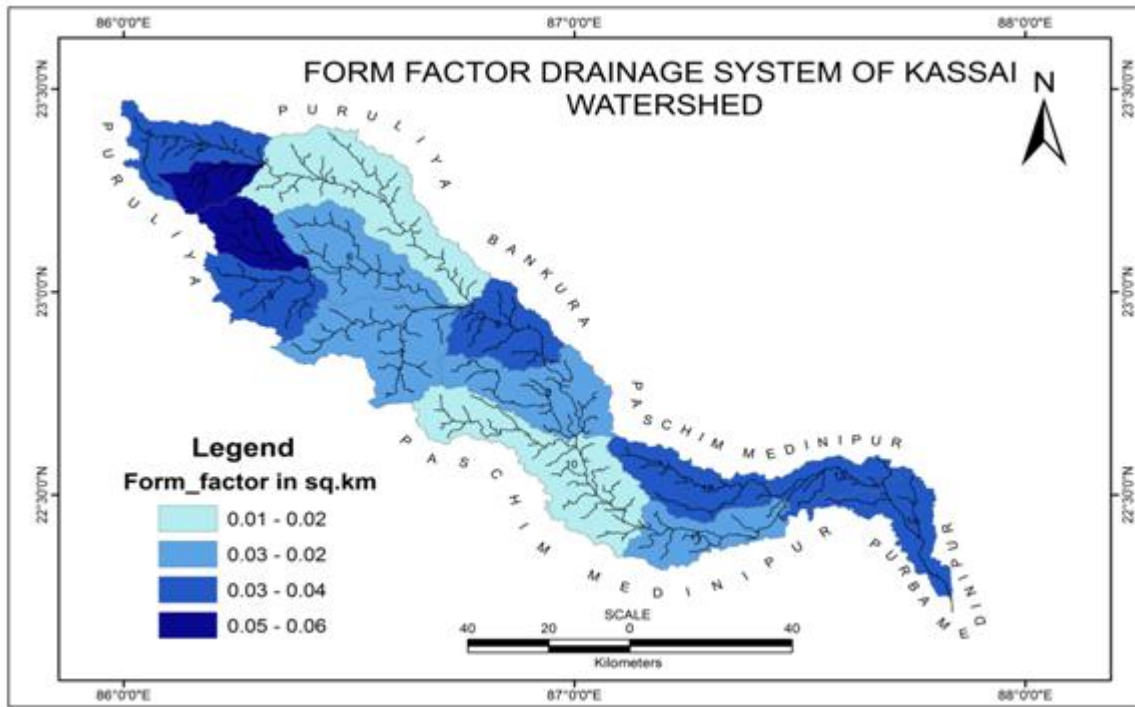 86°0'0"E
87°0'0"E
88°0'0"E
FORM FACTOR DRAINAGE SYSTEM OF KASSAI
WATERSHED
N
23°30'0"N
23°30'0"N
23°0'0"N
23°0'0"N
22°30'0"N
22°30'0"N
PURULIYA
PURULIYA
BANKURA
PASCHIM MEDINIPUR
PASCHIM MEDINIPUR
PURBA MEDINIPUR
Legend
Form_factor in sq.km
0.01 - 0.02
0.03 - 0.02
0.03 - 0.04
0.05 - 0.06
SCALE
40 20 0 40
Kilometers
86°0'0"E
87°0'0"E
88°0'0"E